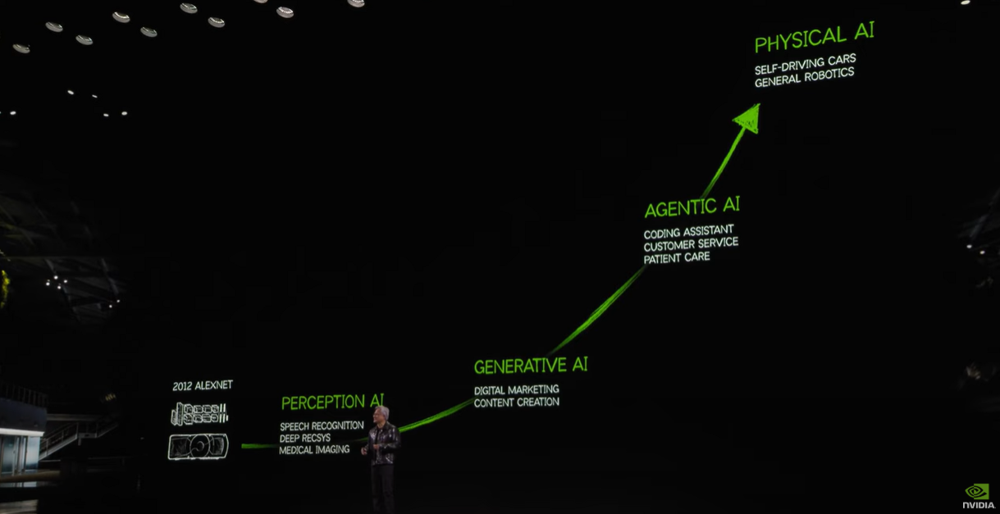 PHYSICAL AI
SELF-DRIVING CARS
GENERAL ROBOTICS
AGENTIC AI
CODING ASSISTANT
CUSTOMER SERVICE
PATIENT CARE
GENERATIVE AI
DIGITAL MARKETING
CONTENT CREATION
2012 ALEXNET
PERCEPTION AI
SPEECH RECOGNITION
DEEP RECSYS
MEDICAL IMAGING
NVIDIA